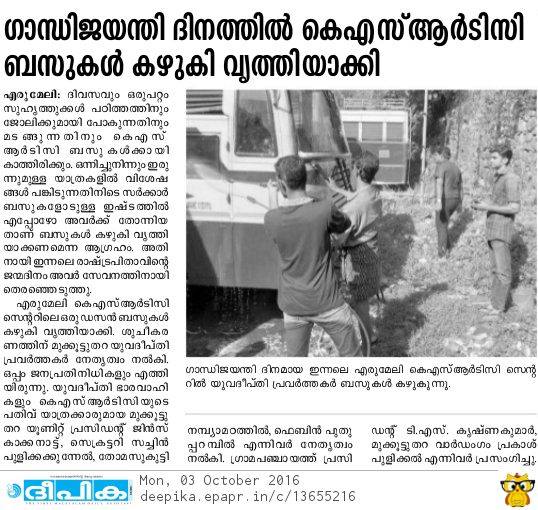 ഗാന്ധിജയന്തി ദിനത്തിൽ കെഎസ്ആർടിസി
ബസുകൾ കഴുകി വൃത്തിയാക്കി
എരുമേലി: ദിവസവും ഒരുപറ്റം
സുഹൃത്തുക്കൾ പഠിത്തത്തിനും
ജോലിക്കുമായി പോകുന്നതിനും
മടങ്ങുന്നതിനും കെഎസ്
ആർടിസി ബസുകൾക്കായി
കാത്തിരിക്കും. ഒന്നിച്ചുനിന്നും ഇരു
ന്നുമുള്ള യാത്രകളിൽ വിശേഷ
ങ്ങൾ പങ്കിടുന്നതിനിടെ സർക്കാർ
ബസുകളോടുള്ള ഇഷ്ടത്തിൽ
എപ്പോഴോ അവർക്ക് തോന്നിയ
താണ് ബസുകൾ കഴുകി വൃത്തി
യാക്കണമെന്ന ആഗ്രഹം. അതി
നായി ഇന്നലെ രാഷ്ട്രപിതാവിന്റെ
ജന്മദിനം അവർ സേവനത്തിനായി
തെരഞ്ഞെടുത്തു.
എരുമേലി കെഎസ്ആർടിസി
സെന്ററിലെ ഒരു ഡസൻ ബസുകൾ
കഴുകി വൃത്തിയാക്കി. ശുചീകര
ണത്തിന് മുക്കൂട്ടുതറ യുവദീപ്തി
പ്രവർത്തകർ നേതൃത്വം നൽകി.
ഒപ്പം ജനപ്രതിനിധികളും എത്തി
യിരുന്നു. യുവദീപ്തി ഭാരവാഹി
കളും കെഎസ്ആർടിസിയുടെ
പതിവ് യാത്രക്കാരുമായ മുക്കൂട്ടു
തറ യൂണിറ്റ് പ്രസിഡന്റ് ജിൻസ്
കാക്കനാട്ട്, സെക്രട്ടറി സച്ചിൻ
പുളിക്കക്കുന്നേൽ, തോമസുകുട്ടി
ഗാന്ധിജയന്തി ദിനമായ ഇന്നലെ എരുമേലി കെഎസ്ആർടിസി സെന്റ
റിൽ യുവദീപ്തി പ്രവർത്തകർ ബസുകൾ കഴുകുന്നു.
നമ്പ്യാമഠത്തിൽ, ഫെബിൻ പുതു
പ്പറമ്പിൽ എന്നിവർ നേതൃത്വം
നൽകി. ഗ്രാമപഞ്ചായത്ത് പ്രസി
ഡന്റ് ടി.എസ്. കൃഷ്ണകുമാർ,
മുക്കൂട്ടുതറ വാർഡംഗം പ്രകാശ്
പുളിക്കൽ എന്നിവർ പ്രസംഗിച്ചു.
ദീപിക
Mon, 03 October 2016
deepika.epapr.in/c/13655216